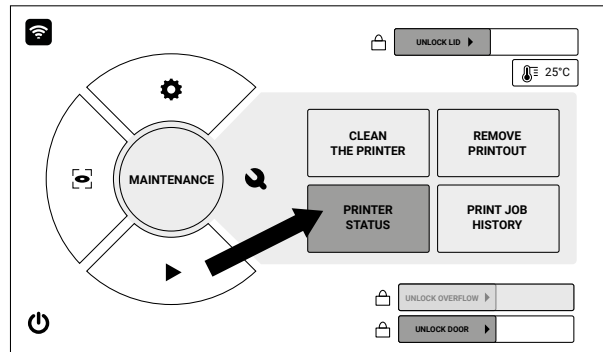 UNLOCK LID
25°C
CLEAN
THE PRINTER
REMOVE
PRINTOUT
MAINTENANCE
PRINTER
STATUS
PRINT JOB
HISTORY
UNLOCK OVERFLOW
UNLOCK DOOR